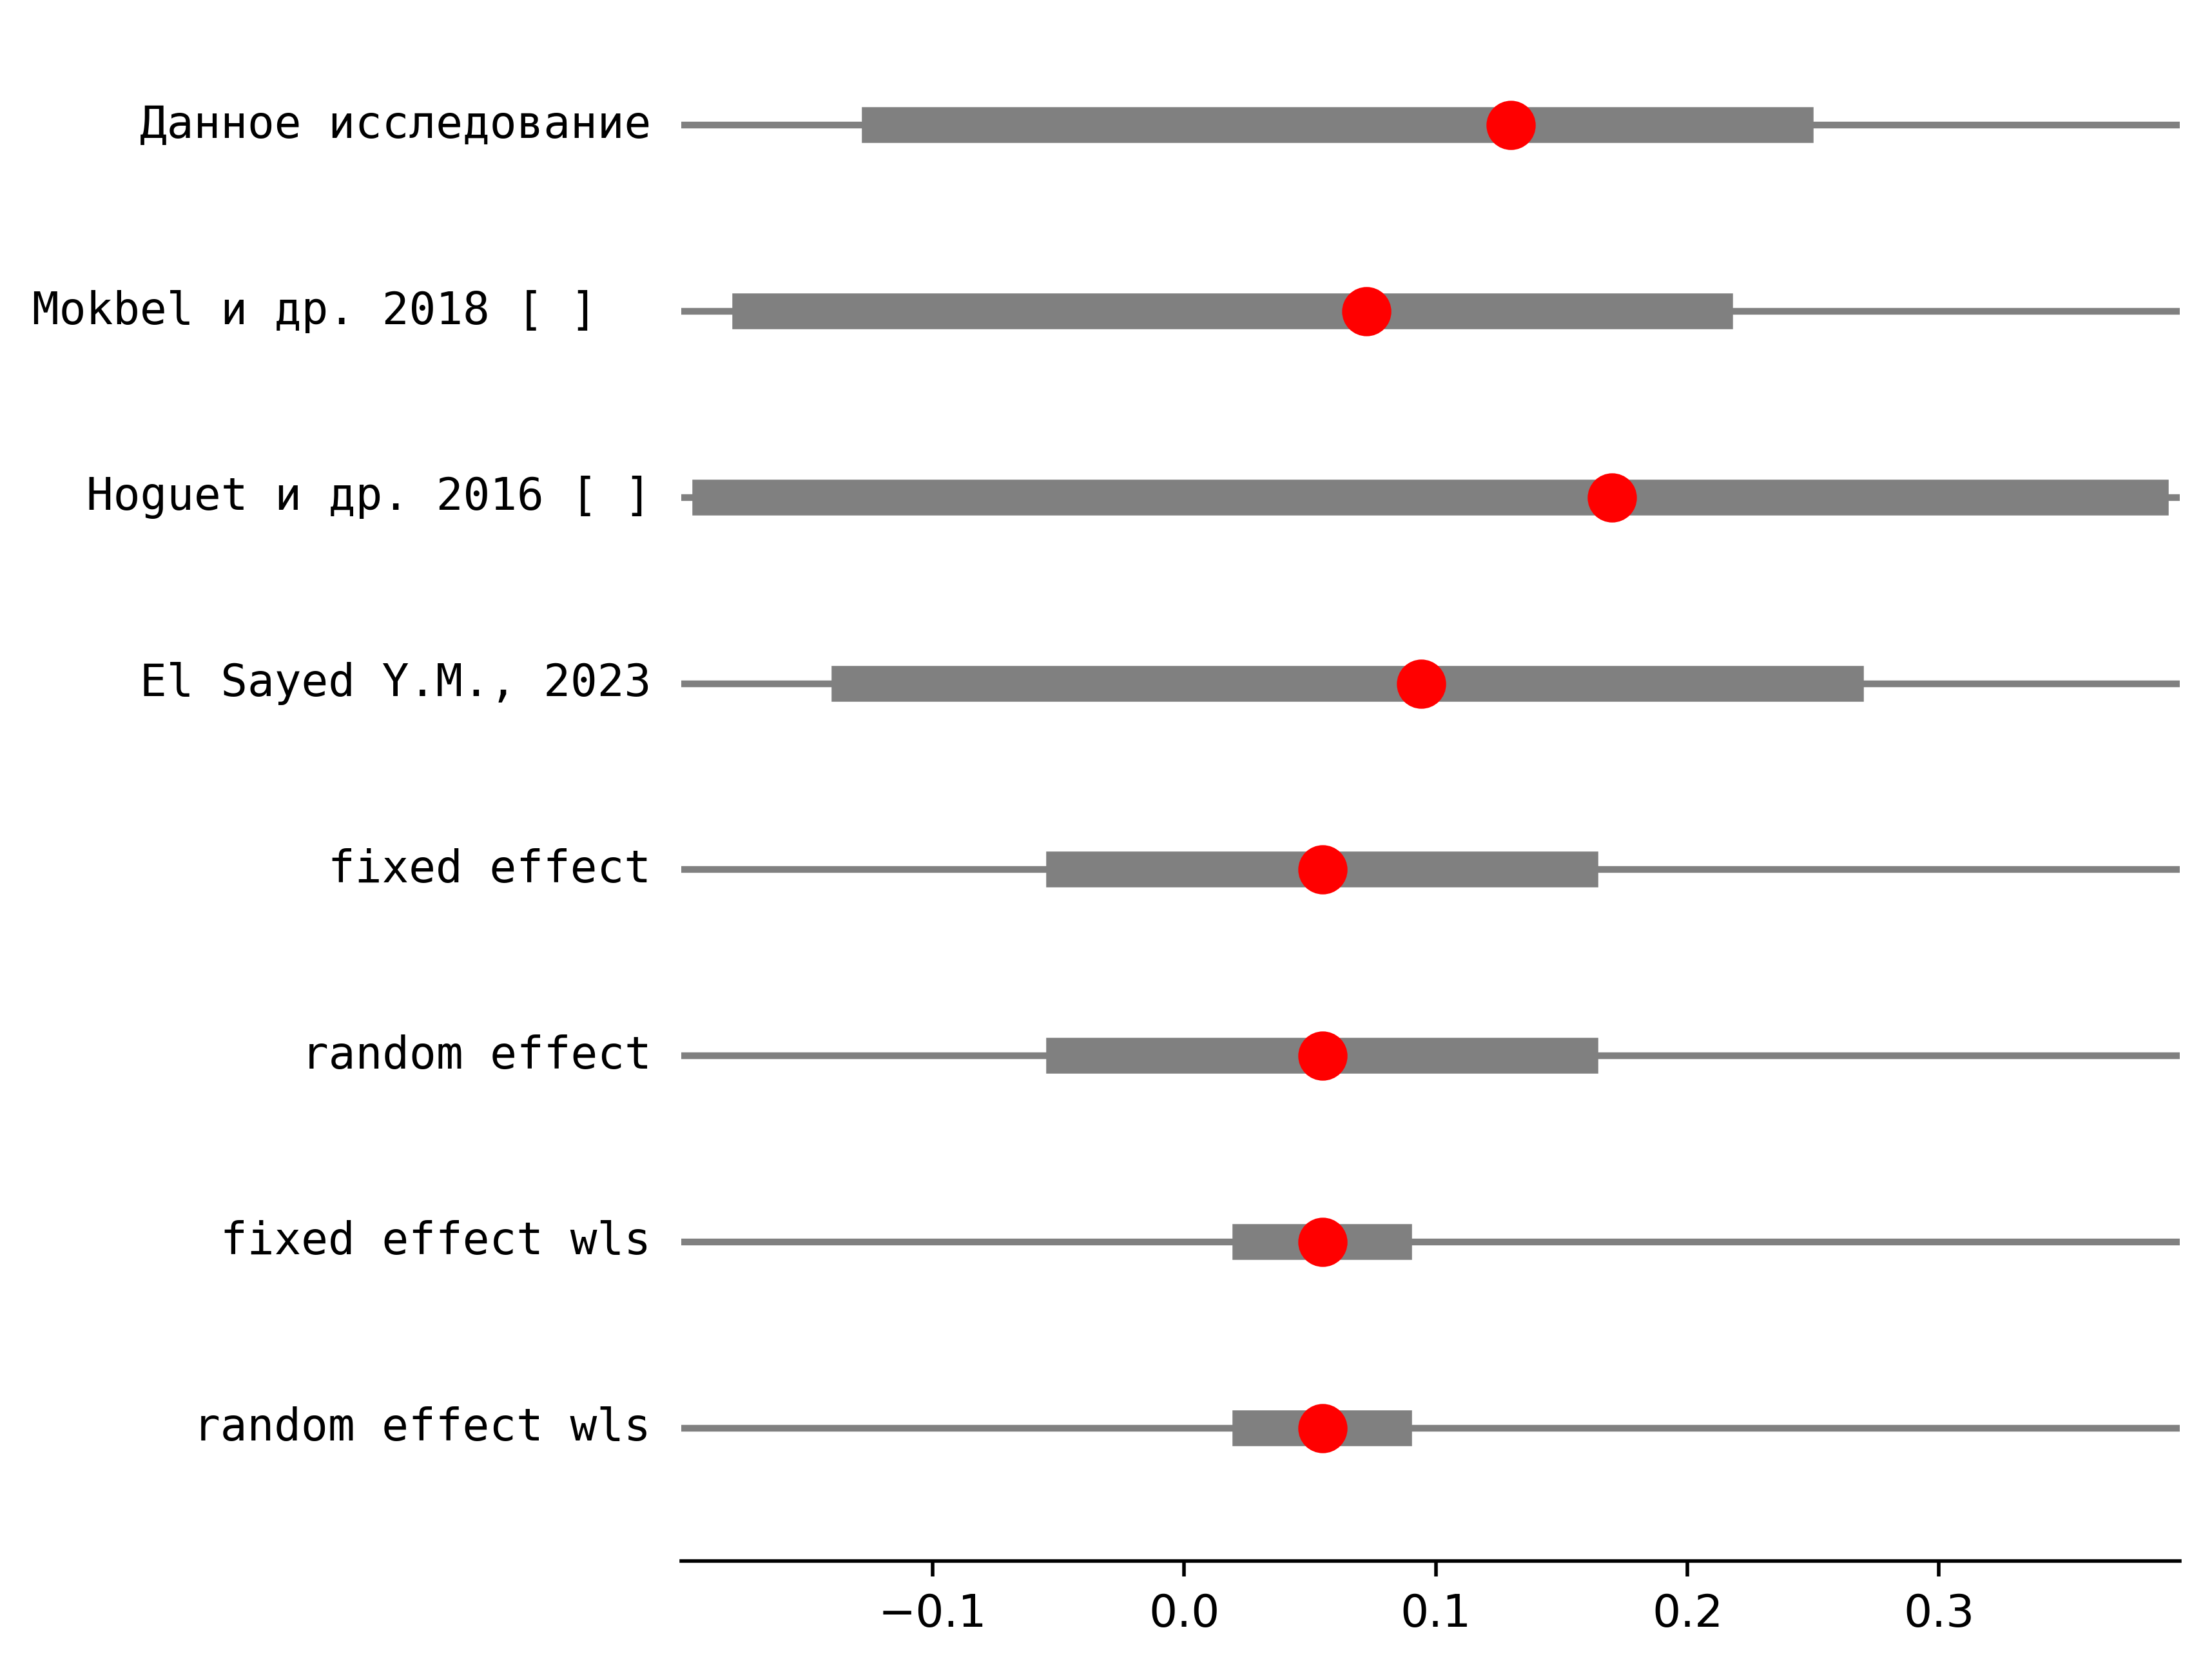 Данное исследование
Mokbel и др. 2018 [ ]
Hoguet и др. 2016 [ ]
El Sayed Y.M., 2023
fixed effect
random effect
fixed effect wls
random effect wls
−0.1 0.0 0.1 0.2 0.3